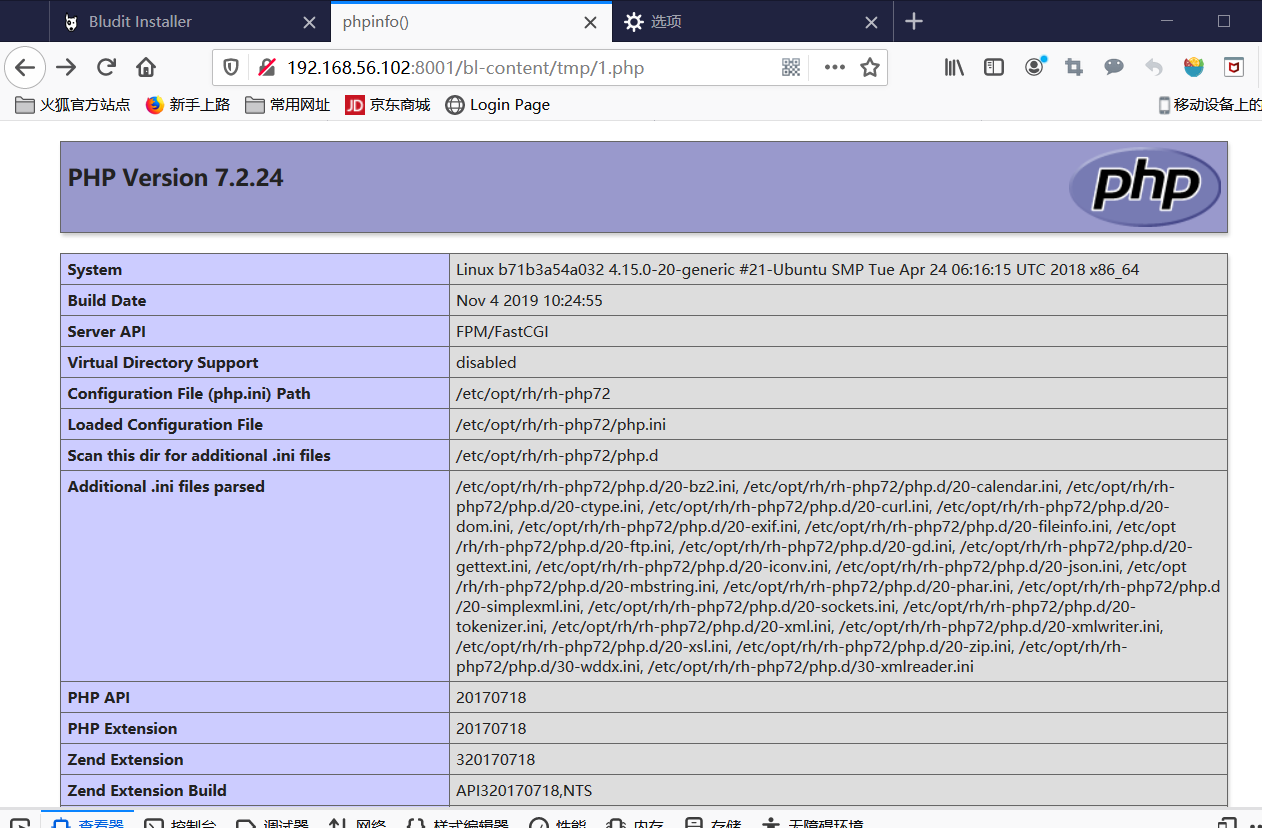 Bludit Installer
phpinfo()
选项
192.168.56.102:8001/bl-content/tmp/1.php
火狐官方站点
新手上路
常用网址
JD 京东商城
Login Page
移动设备上的
PHP Version 7.2.24
php
System Linux b71b3a54a032 4.15.0-20-generic #21-Ubuntu SMP Tue Apr 24 06:16:15 UTC 2018 x86_64
Build Date Nov 4 2019 10:24:55
Server API FPM/FastCGI
Virtual Directory Support disabled
Configuration File (php.ini) Path /etc/opt/rh/rh-php72
Loaded Configuration File /etc/opt/rh/rh-php72/php.ini
Scan this dir for additional .ini files /etc/opt/rh/rh-php72/php.d
Additional .ini files parsed /etc/opt/rh/rh-php72/php.d/20-bz2.ini, /etc/opt/rh/rh-php72/php.d/20-calendar.ini, /etc/opt/rh/rh-
php72/php.d/20-ctype.ini, /etc/opt/rh/rh-php72/php.d/20-curl.ini, /etc/opt/rh/rh-php72/php.d/20-
dom.ini, /etc/opt/rh/rh-php72/php.d/20-exif.ini, /etc/opt/rh/rh-php72/php.d/20-fileinfo.ini, /etc/opt
/rh/rh-php72/php.d/20-ftp.ini, /etc/opt/rh/rh-php72/php.d/20-gd.ini, /etc/opt/rh/rh-php72/php.d/20-
gettext.ini, /etc/opt/rh/rh-php72/php.d/20-iconv.ini, /etc/opt/rh/rh-php72/php.d/20-json.ini, /etc/opt
/rh/rh-php72/php.d/20-mbstring.ini, /etc/opt/rh/rh-php72/php.d/20-phar.ini, /etc/opt/rh/rh-php72/php.d
/20-simplexml.ini, /etc/opt/rh/rh-php72/php.d/20-sockets.ini, /etc/opt/rh/rh-php72/php.d/20-
tokenizer.ini, /etc/opt/rh/rh-php72/php.d/20-xml.ini, /etc/opt/rh/rh-php72/php.d/20-xmlwriter.ini,
/etc/opt/rh/rh-php72/php.d/20-xsl.ini, /etc/opt/rh/rh-php72/php.d/20-zip.ini, /etc/opt/rh/rh-
php72/php.d/30-wddx.ini, /etc/opt/rh/rh-php72/php.d/30-xmlreader.ini
PHP API 20170718
PHP Extension 20170718
Zend Extension 320170718
Zend Extension Build API320170718,NTS
查看器
控制台
调试器
网络
样式编辑器
性能
内存
存储
无障碍环境